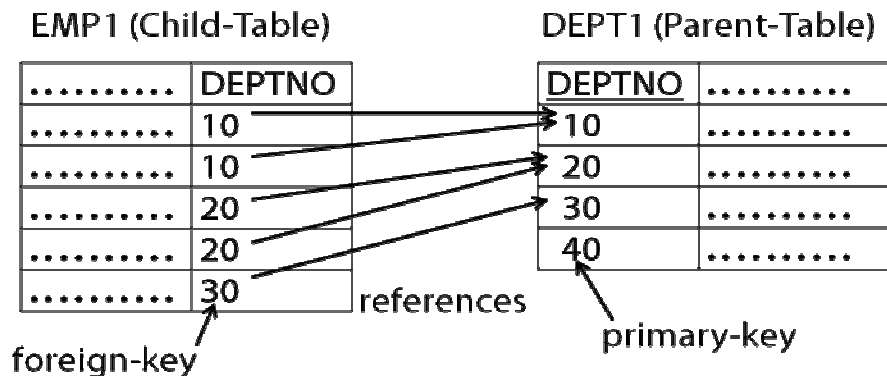 EMP1 (Child-Table)
DEPT1 (Parent-Table)
.......... DEPTNO
.......... 10
.......... 10
.......... 20
.......... 20
.......... 30
DEPTNO ..........
10 ..........
20 ..........
30 ..........
40 ..........
references
foreign-key
primary-key